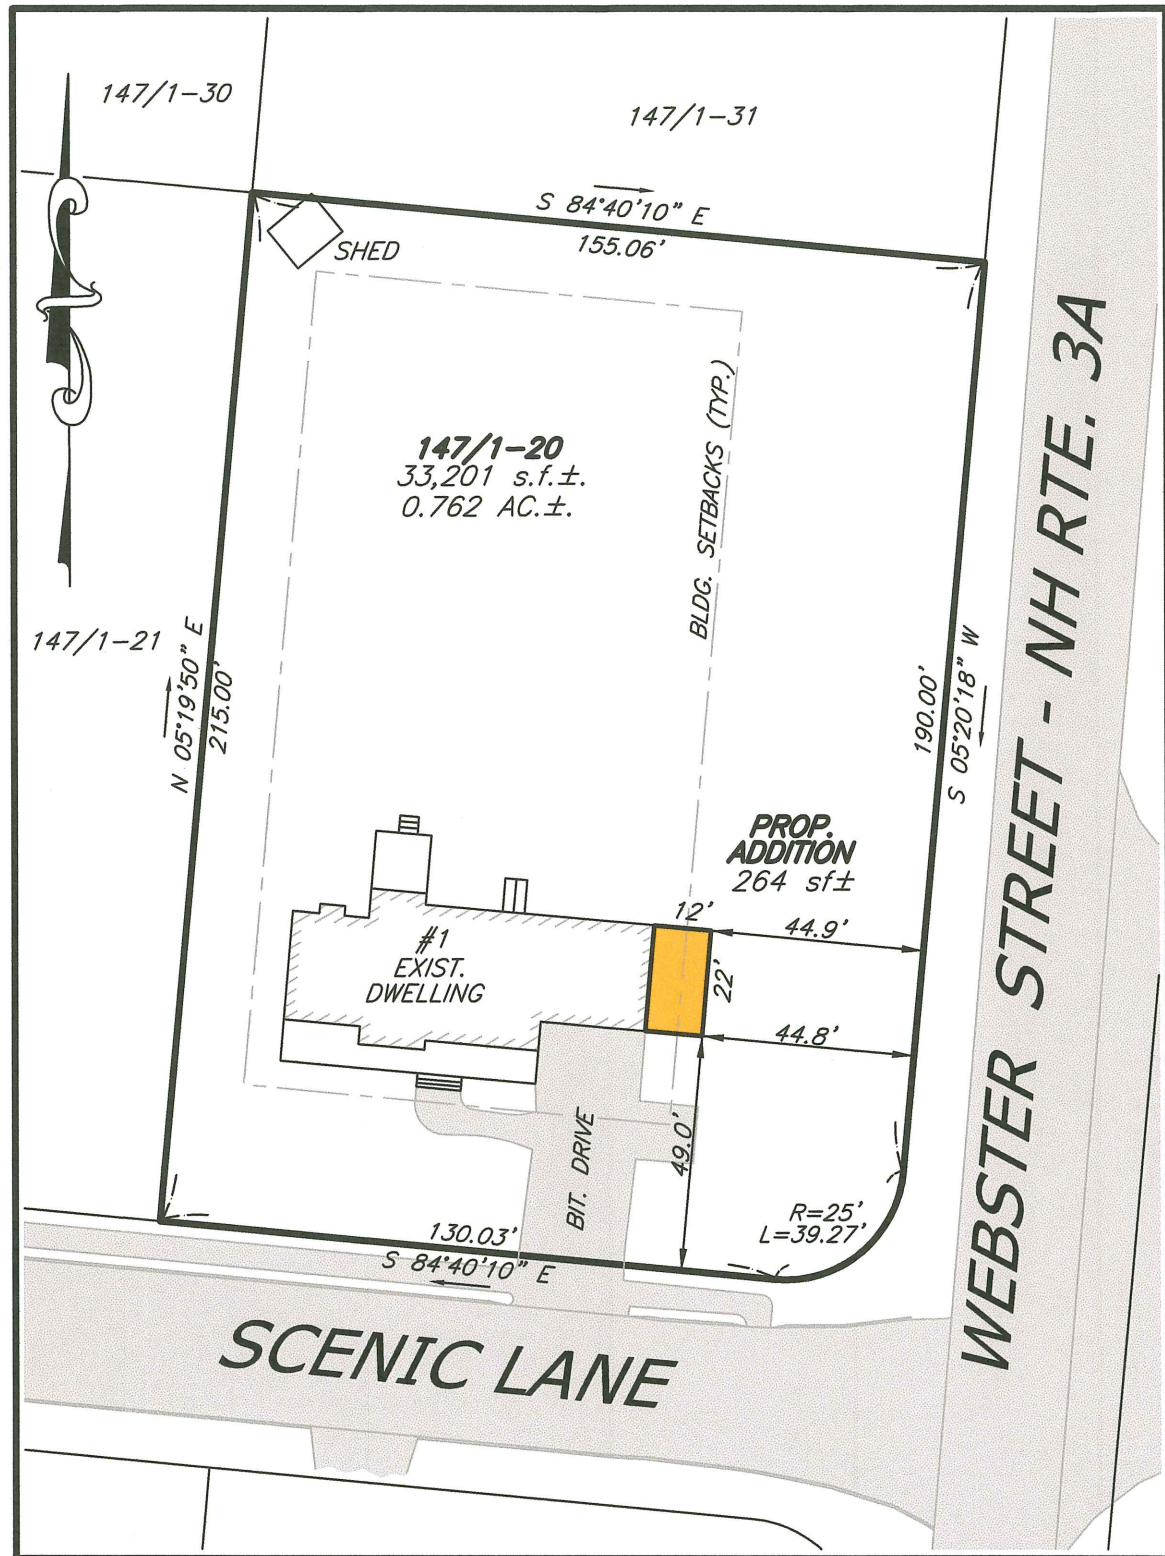 147/1-30
147/1-31
S 84°40'10" E
155.06'
SHED
BLDG. SETBACKS (TYP.)
147/1-20
33,201 s.f.±.
0.762 AC.±.
147/1-21
N 05°19'50" E
215.00'
190.00'
S 05°20'18" W
WEBSTER STREET - NH RTE. 3A
PROP.
ADDITION
264 sf±
12'
44.9'
22'
#1
EXIST.
DWELLING
44.8'
49.0'
BIT. DRIVE
R=25'
L=39.27'
130.03'
S 84°40'10" E
SCENIC LANE